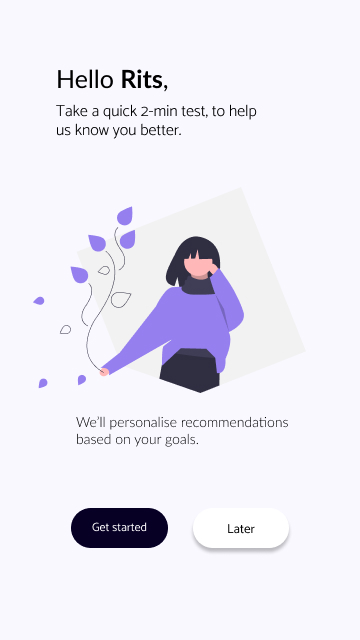 Hello Rits,
Take a quick 2-min test, to help
us know you better.
We'll personalise recommendations
based on your goals.
Get started
Later